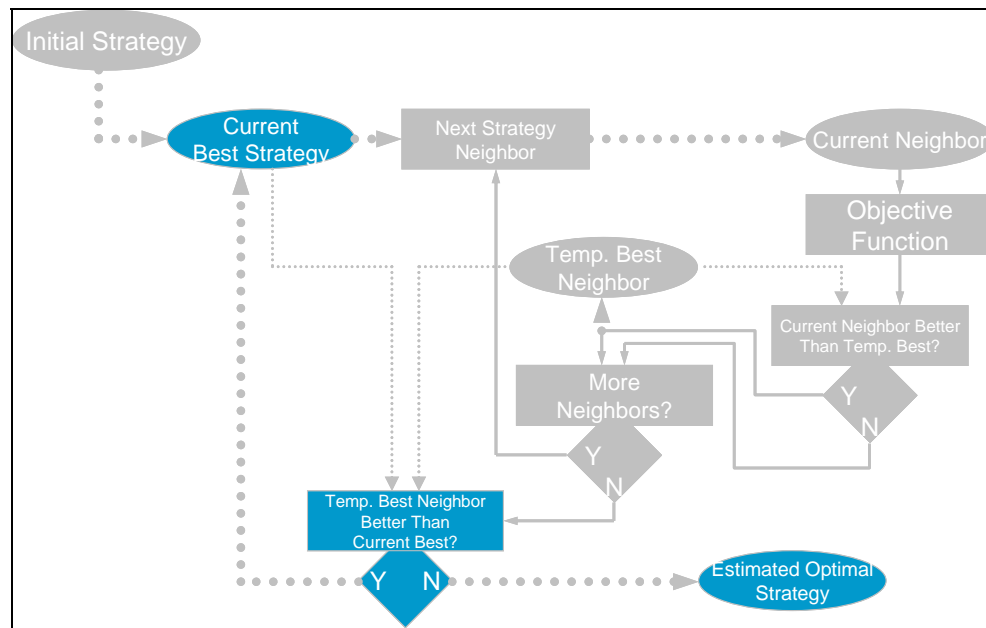 Initial Strategy
Current
Best Strategy
Next Strategy
Neighbor
Current Neighbor
Objective
Function
Temp. Best
Neighbor
Current Neighbor Better
Than Temp. Best?
Y
N
More
Neighbors?
Y
N
Temp. Best Neighbor
Better Than
Current Best?
Y
N
Estimated Optimal
Strategy